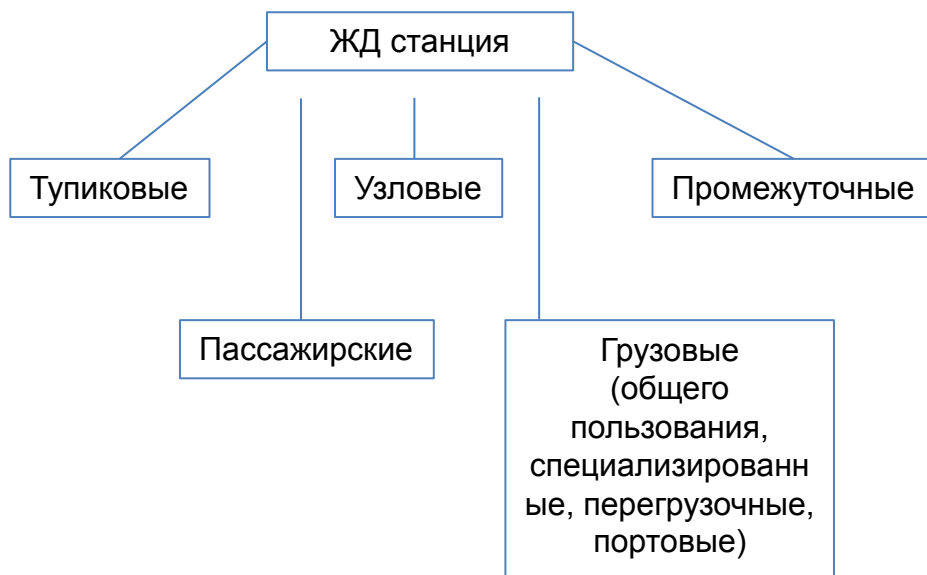 ЖД станция
Тупиковые
Узловые
Промежуточные
Пассажирские
Грузовые
(общего
пользования,
специализированн
ые, перегрузочные,
портовые)